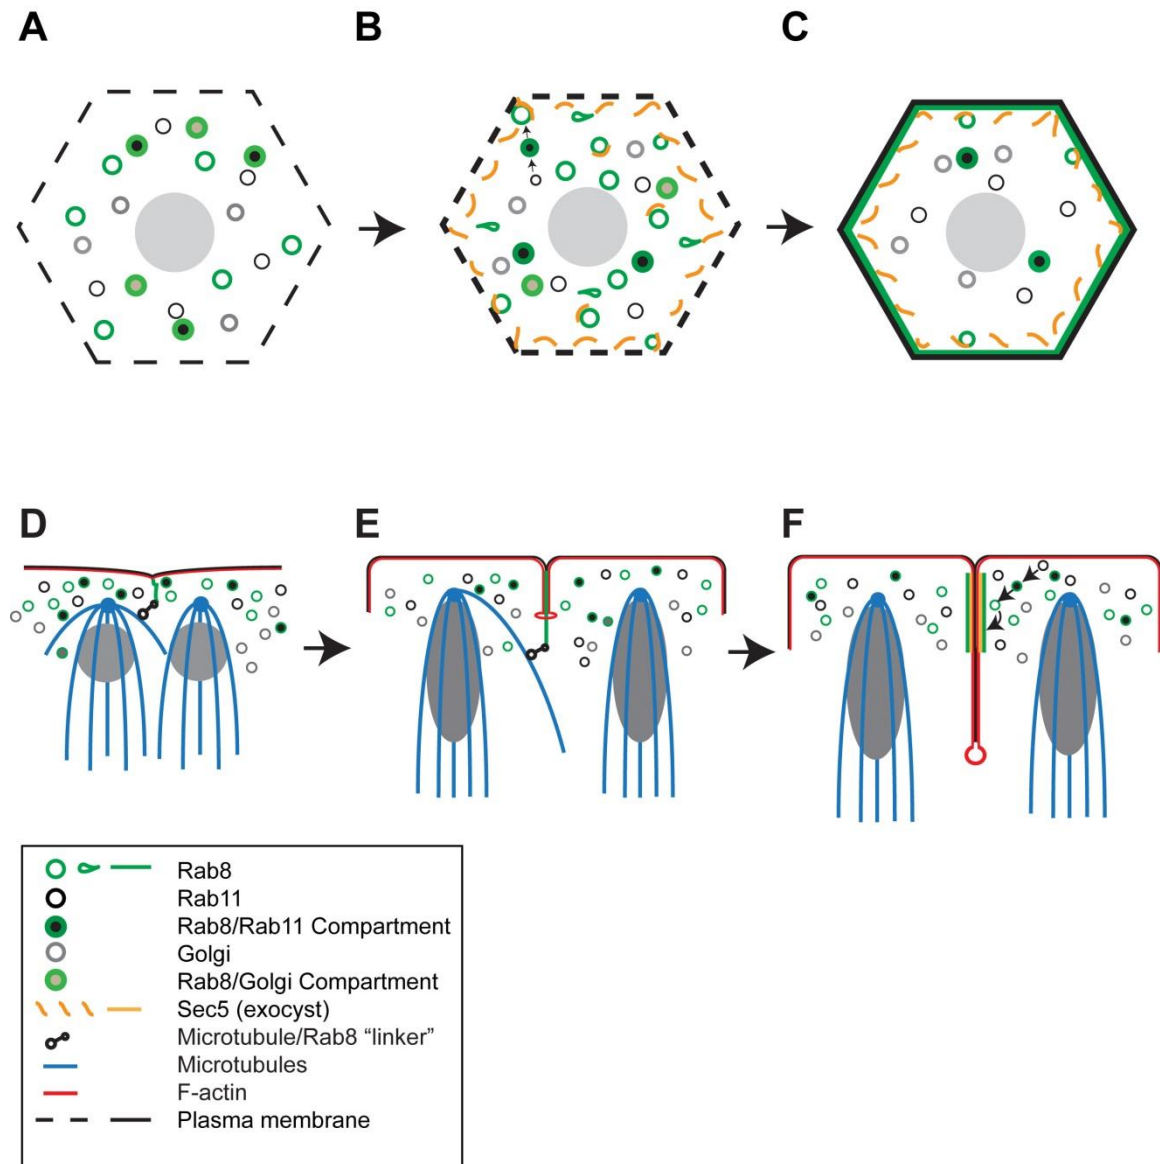 A
B
C
D
E
F
Rab8
Rab11
Rab8/Rab11 Compartment
Golgi
Rab8/Golgi Compartment
Sec5 (exocyst)
Microtubule/Rab8 “linker”
Microtubules
F-actin
Plasma membrane